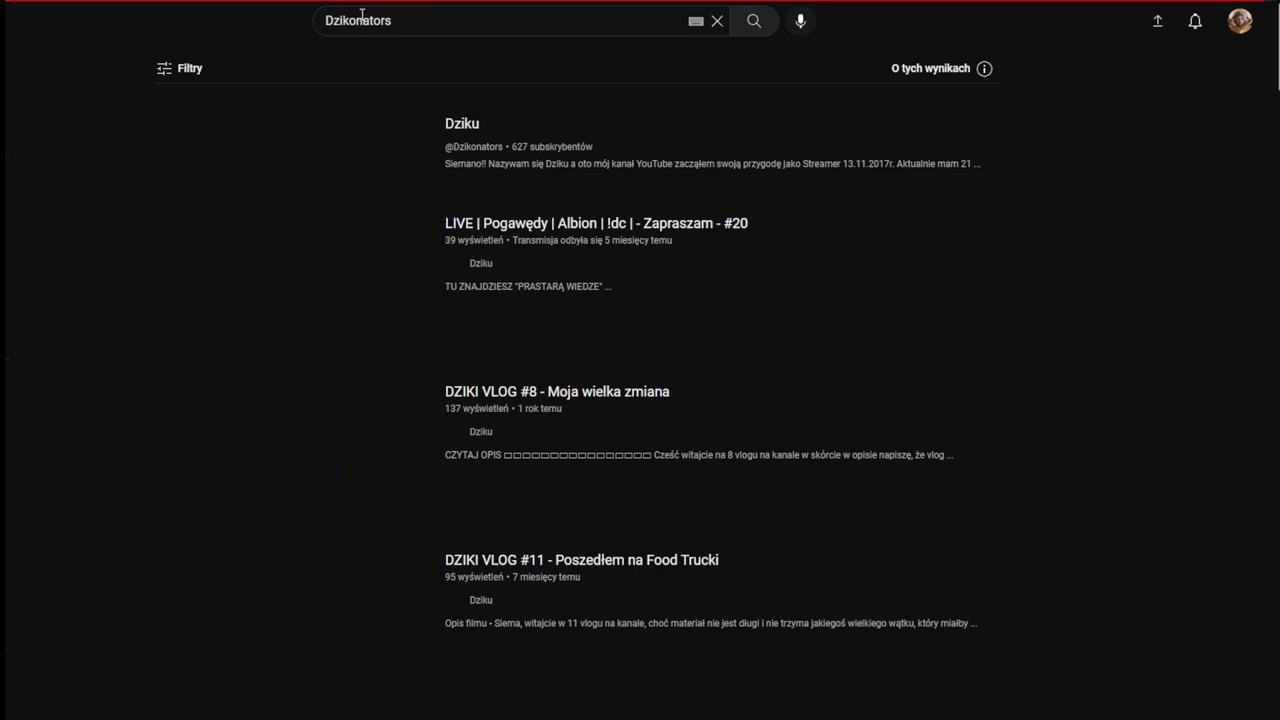 Dzikonators
Filtry
O tych wynikach
Dziku
@Dzikonators • 627 subskrybentów
Siemano!! Nazywam się Dziku a oto mój kanał YouTube zacząłem swoją przygodę jako Streamer 13.11.2017r. Aktualnie mam 21 ...
LIVE | Pogawędy | Albion | !dc | - Zapraszam - #20
39 wyświetleń • Transmisja odbyła się 5 miesięcy temu
Dziku
TU ZNAJDZIESZ "PRASTARĄ WIEDZE" ...
DZIKI VLOG #8 - Moja wielka zmiana
137 wyświetleń • 1 rok temu
Dziku
CZYTAJ OPIS ▭▭▭▭▭▭▭▭▭▭▭▭▭▭▭▭ Cześć witajcie na 8 vlogu na kanale w skórcie w opisie napiszę, że vlog ...
DZIKI VLOG #11 - Poszedłem na Food Trucki
95 wyświetleń • 7 miesięcy temu
Dziku
Opis filmu - Siema, witajcie w 11 vlogu na kanale, choć materiał nie jest długi i nie trzyma jakiegoś wielkiego wątku, który miałby ...